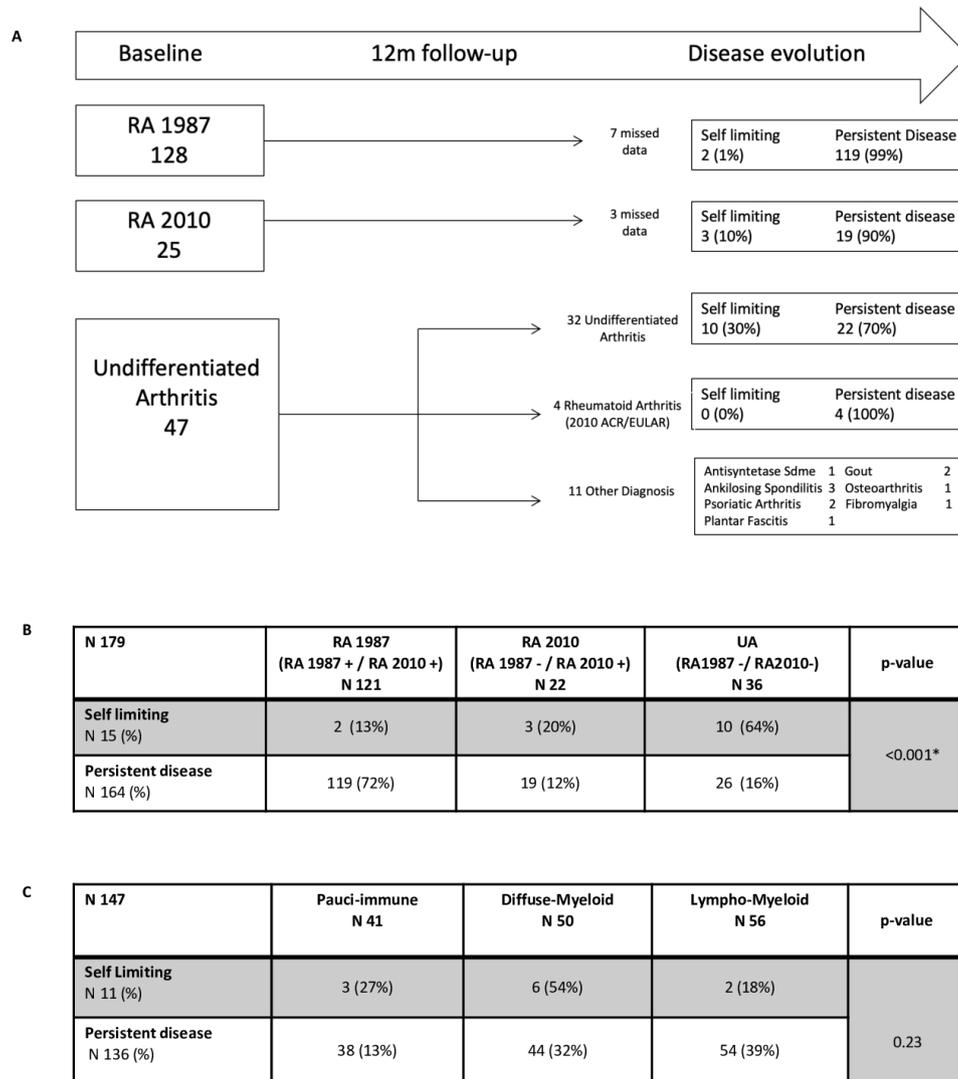 A
Baseline 12m follow-up Disease evolution
RA 1987
128
7 missed
data
Self limiting Persistent Disease
2 (1%) 119 (99%)
RA 2010
25
3 missed
data
Self limiting Persistent disease
3 (10%) 19 (90%)
Undifferentiated
Arthritis
47
32 Undifferentiated
Arthritis
Self limiting Persistent disease
10 (30%) 22 (70%)
4 Rheumatoid Arthritis
(2010 ACR/EULAR)
Self limiting Persistent disease
0 (0%) 4 (100%)
11 Other Diagnosis
Antisyntetase Sdme 1 Gout 2
Ankilosing Spondilitis 3 Osteoarthritis 1
Psoriatic Arthritis 2 Fibromyalgia 1
Plantar Fascitis 1
B
N 179
RA 1987
(RA 1987 + / RA 2010 +)
N 121
RA 2010
(RA 1987 - / RA 2010 +)
N 22
UA
(RA1987 -/ RA2010-)
N 36
p-value
Self limiting
N 15 (%)
2 (13%)
3 (20%)
10 (64%)
<0.001*
Persistent disease
N 164 (%)
119 (72%)
19 (12%)
26 (16%)
C
N 147
Pauci-immune
N 41
Diffuse-Myeloid
N 50
Lympho-Myeloid
N 56
p-value
Self Limiting
N 11 (%)
3 (27%)
6 (54%)
2 (18%)
0.23
Persistent disease
N 136 (%)
38 (13%)
44 (32%)
54 (39%)